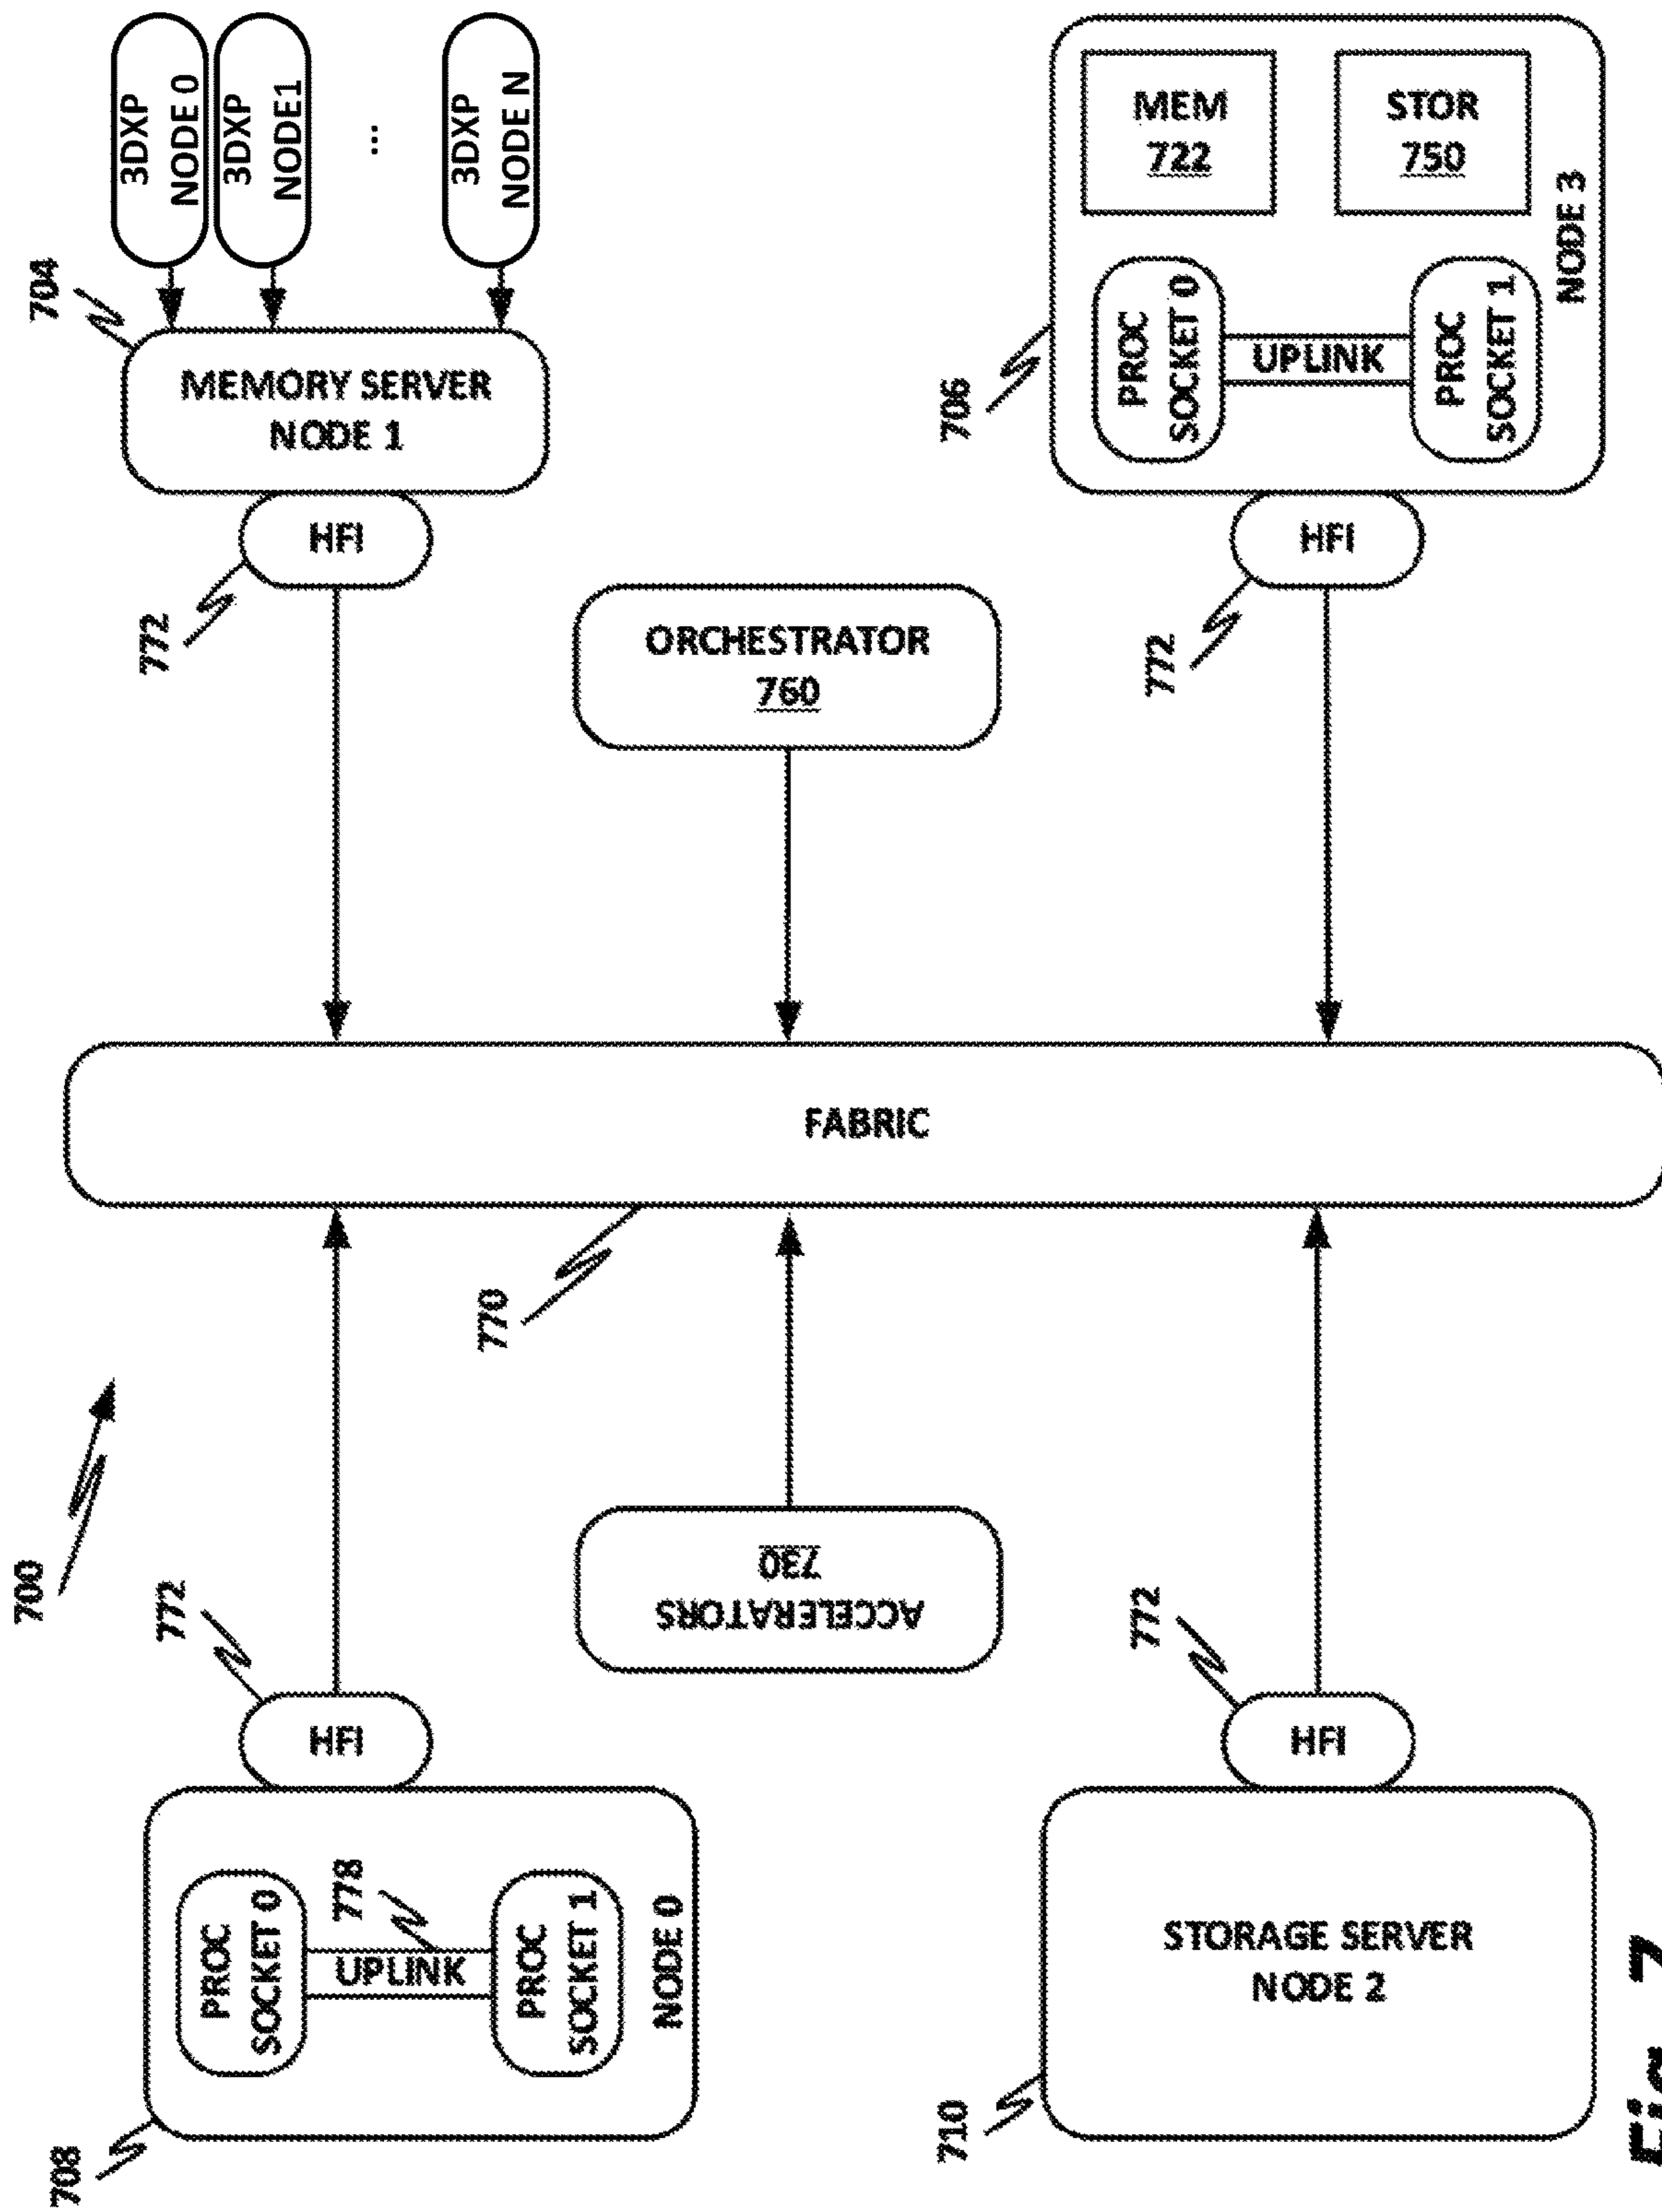 3DXP
NODE 0
3DXP
NODE1
...
3DXP
NODE N
704
MEMORY SERVER
NODE 1
HFI
772
ORCHESTRATOR
760
MEM
722
STOR
750
PROC
SOCKET 0
UPLINK
PROC
SOCKET 1
NODE 3
706
HFI
772
FABRIC
770
700
772
HFI
ACCELERATORS
730
PROC
SOCKET 0
778
UPLINK
PROC
SOCKET 1
NODE 0
708
772
HFI
STORAGE SERVER
NODE 2
710
Fig. 7